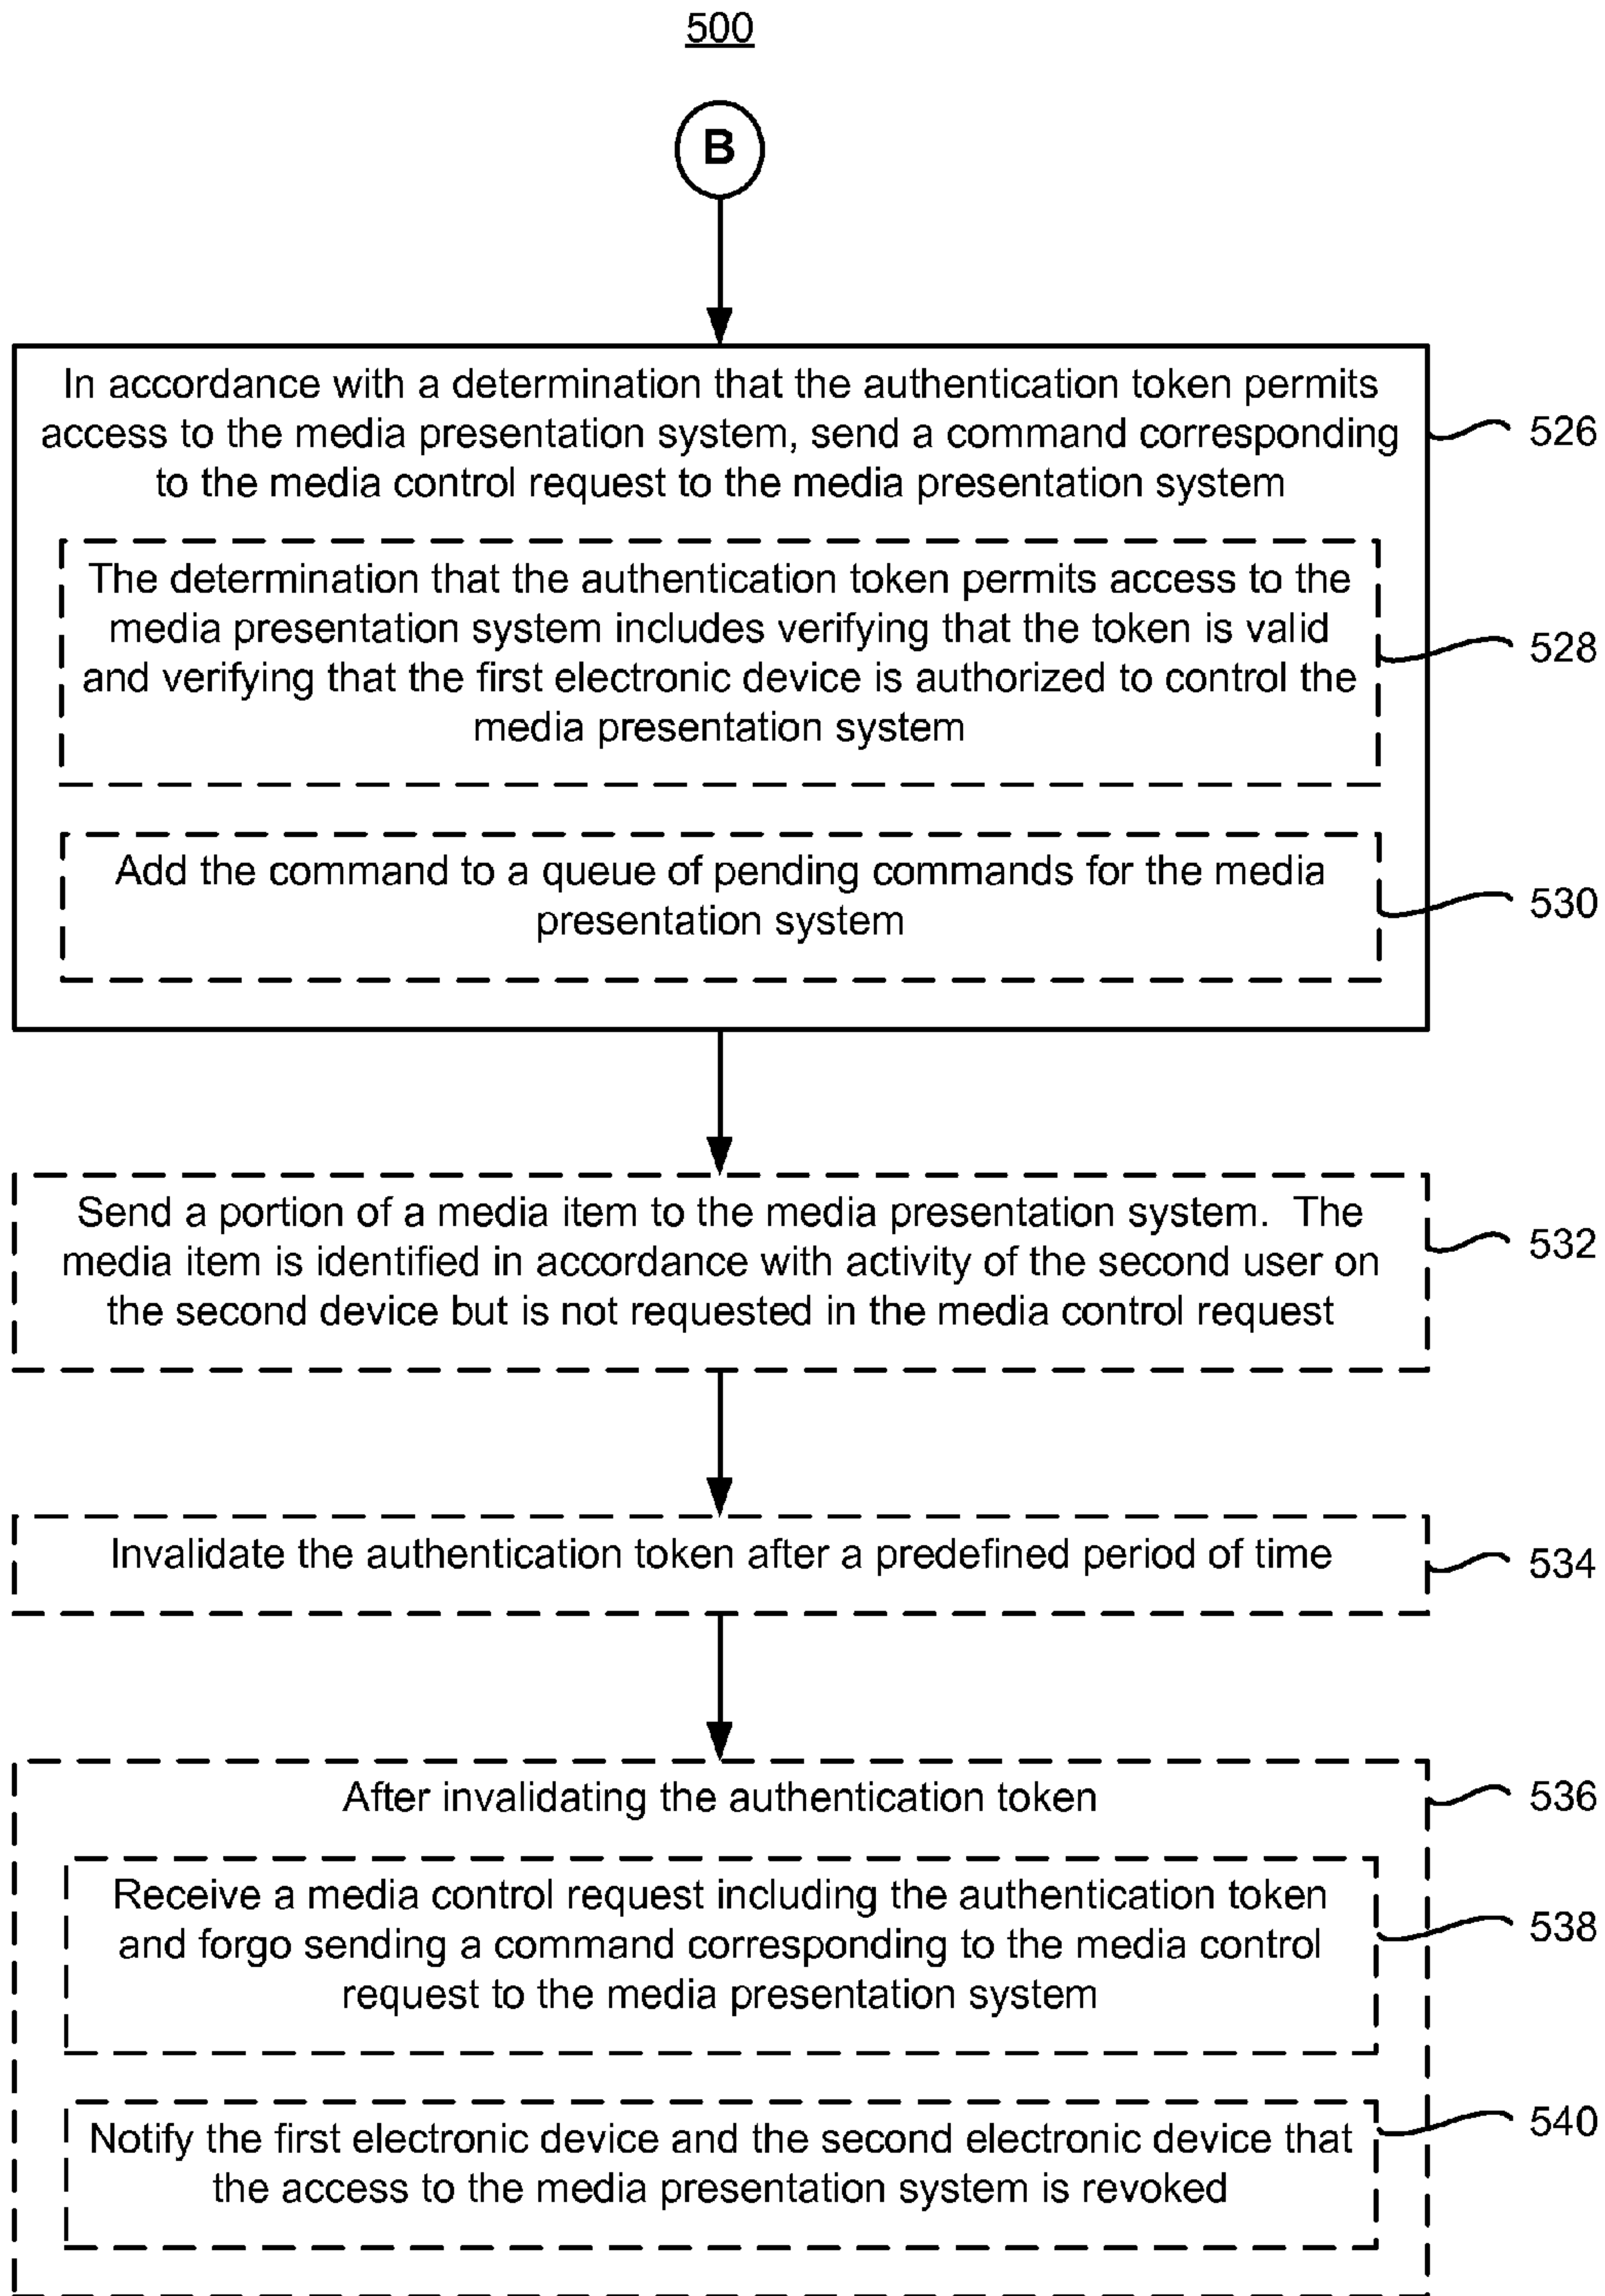 500
B
In accordance with a determination that the authentication token permits
access to the media presentation system, send a command corresponding
to the media control request to the media presentation system
526
The determination that the authentication token permits access to the
media presentation system includes verifying that the token is valid
and verifying that the first electronic device is authorized to control the
media presentation system
528
Add the command to a queue of pending commands for the media
presentation system
530
Send a portion of a media item to the media presentation system.  The
media item is identified in accordance with activity of the second user on
the second device but is not requested in the media control request
532
Invalidate the authentication token after a predefined period of time
534
After invalidating the authentication token
536
Receive a media control request including the authentication token
and forgo sending a command corresponding to the media control
request to the media presentation system
538
Notify the first electronic device and the second electronic device that
the access to the media presentation system is revoked
540